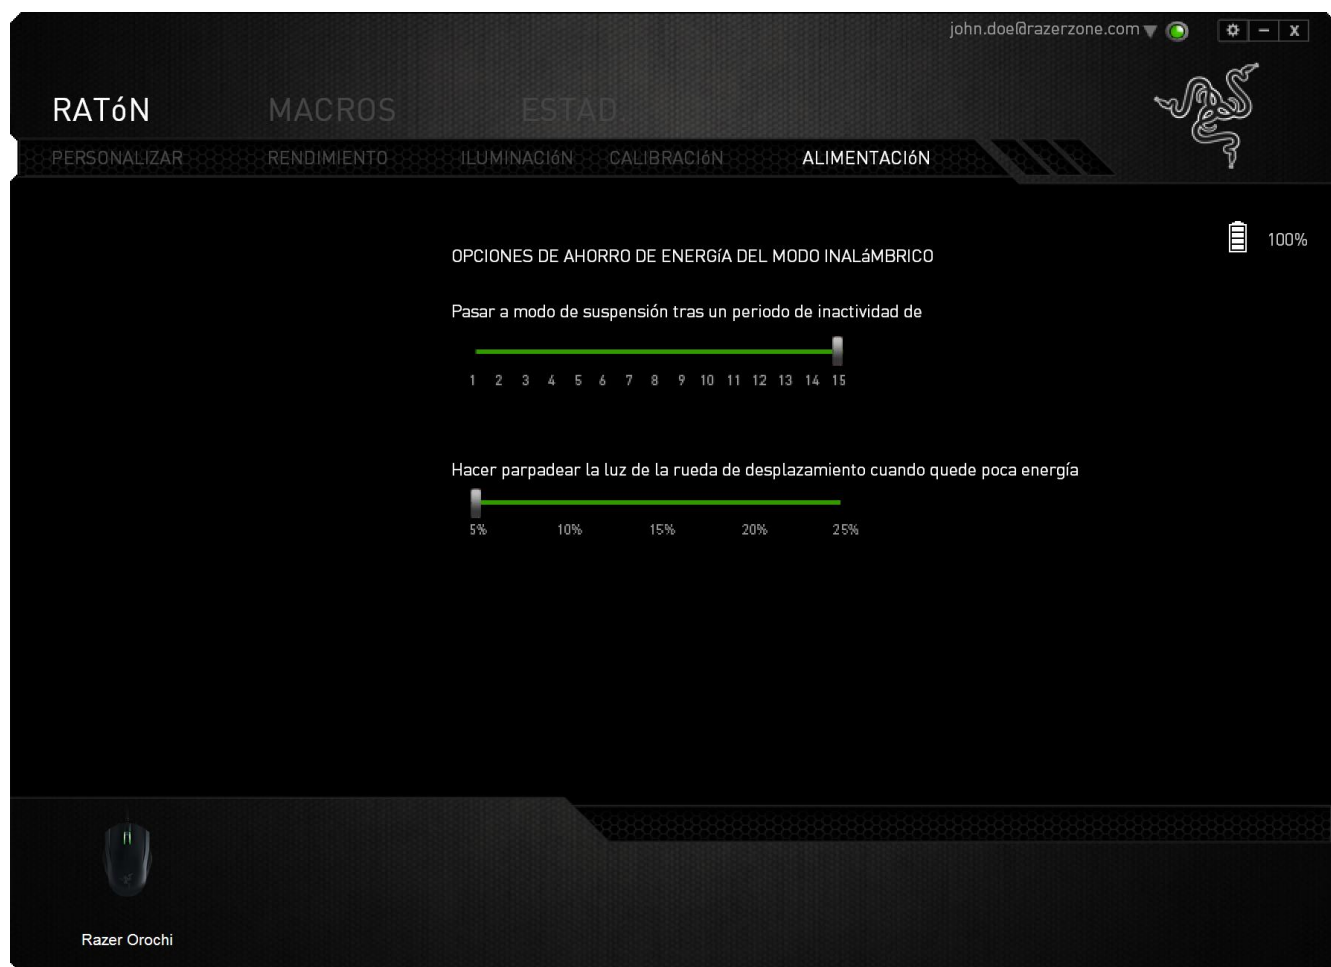 john.doe@razerzone.com
RATóN MACROS ESTAD
PERSONALIZAR RENDIMIENTO ILUMINACIóN CALIBRACIóN ALIMENTACIóN
100%
OPCIONES DE AHORRO DE ENERGíA DEL MODO INALáMBRICO
Pasar a modo de suspensión tras un periodo de inactividad de
1 2 3 4 5 6 7 8 9 10 11 12 13 14 15
Hacer parpadear la luz de la rueda de desplazamiento cuando quede poca energía
5% 10% 15% 20% 25%
Razer Orochi